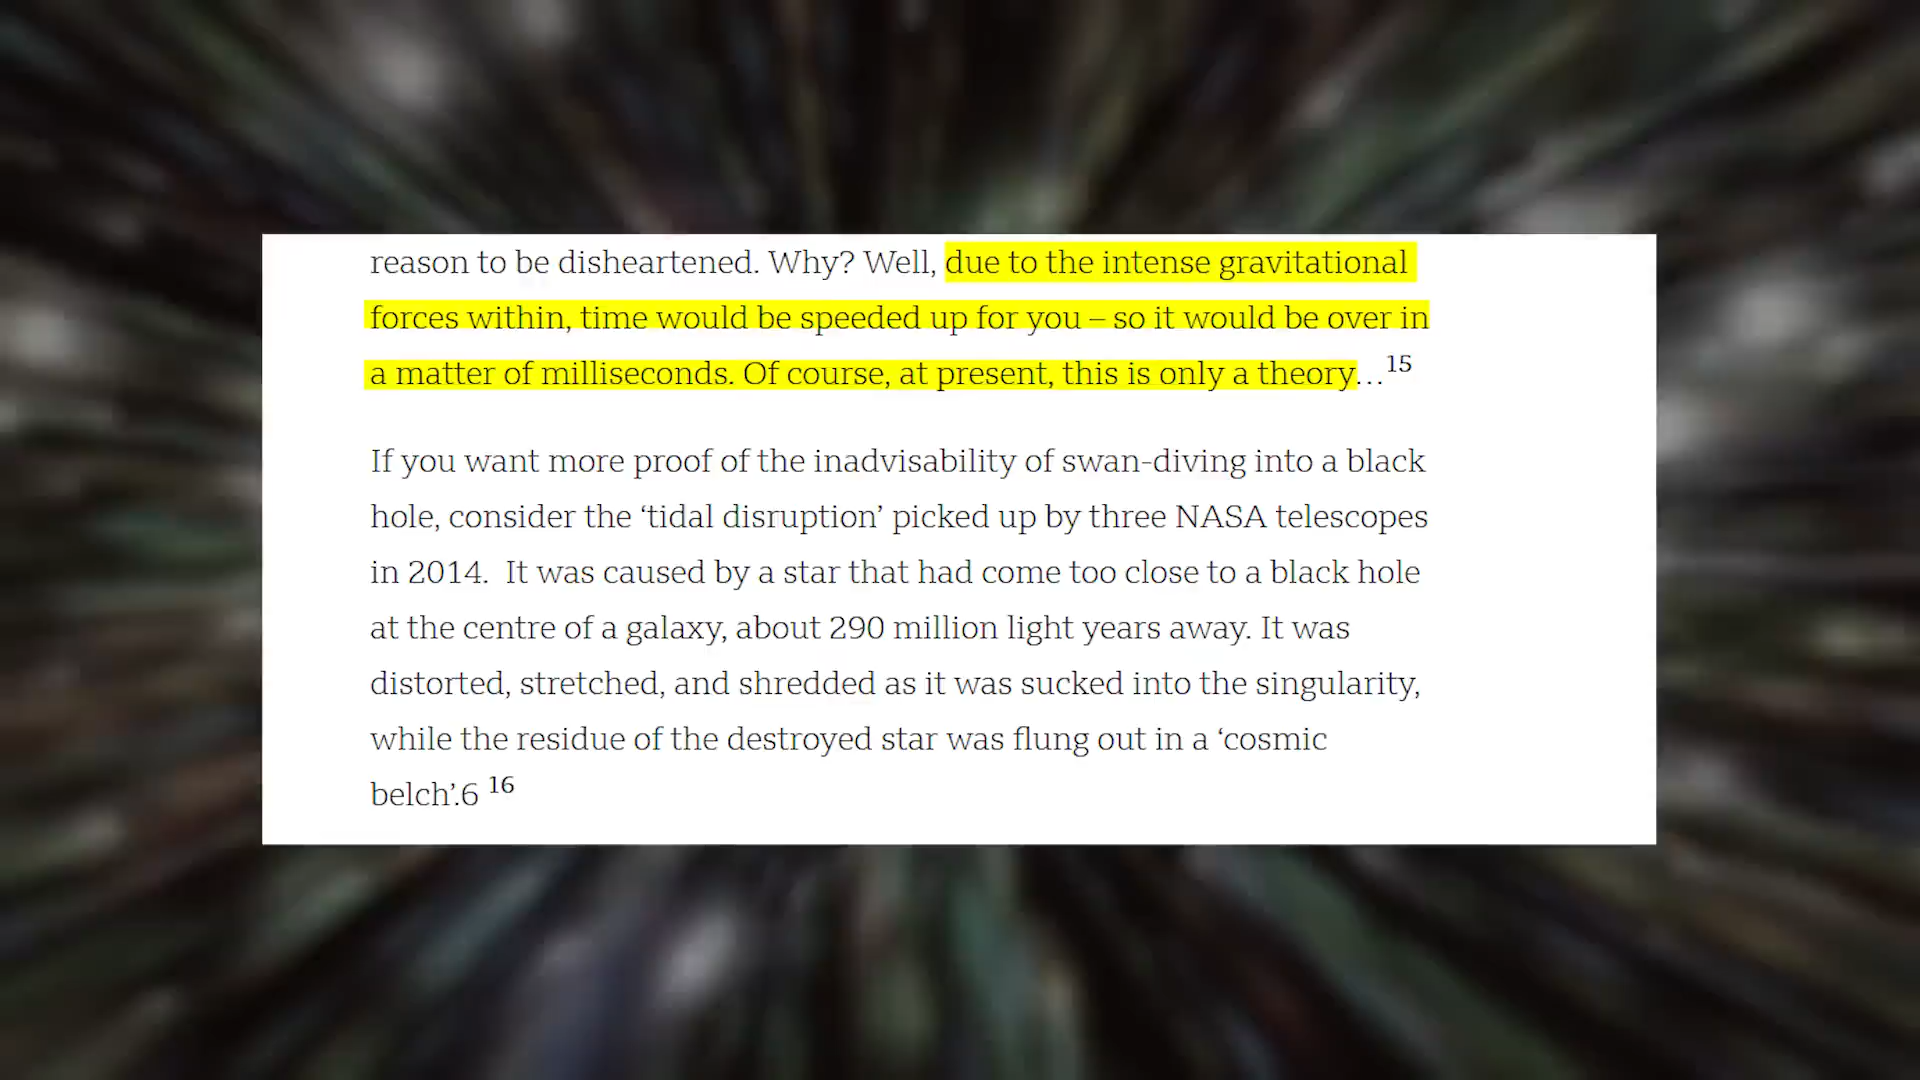 reason to be disheartened. Why? Well, due to the intense gravitational
forces within, time would be speeded up for you – so it would be over in
a matter of milliseconds. Of course, at present, this is only a theory…15
If you want more proof of the inadvisability of swan-diving into a black
hole, consider the ‘tidal disruption’ picked up by three NASA telescopes
in 2014.  It was caused by a star that had come too close to a black hole
at the centre of a galaxy, about 290 million light years away. It was
distorted, stretched, and shredded as it was sucked into the singularity,
while the residue of the destroyed star was flung out in a ‘cosmic
belch’.6 16